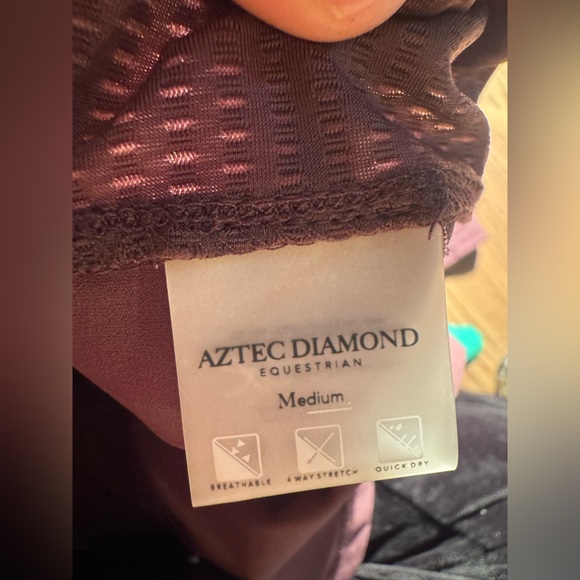 AZTEC DIAMOND
EQUESTRIAN
Medium
BREATHABLE
4 WAY STRETCH
QUICK DRY